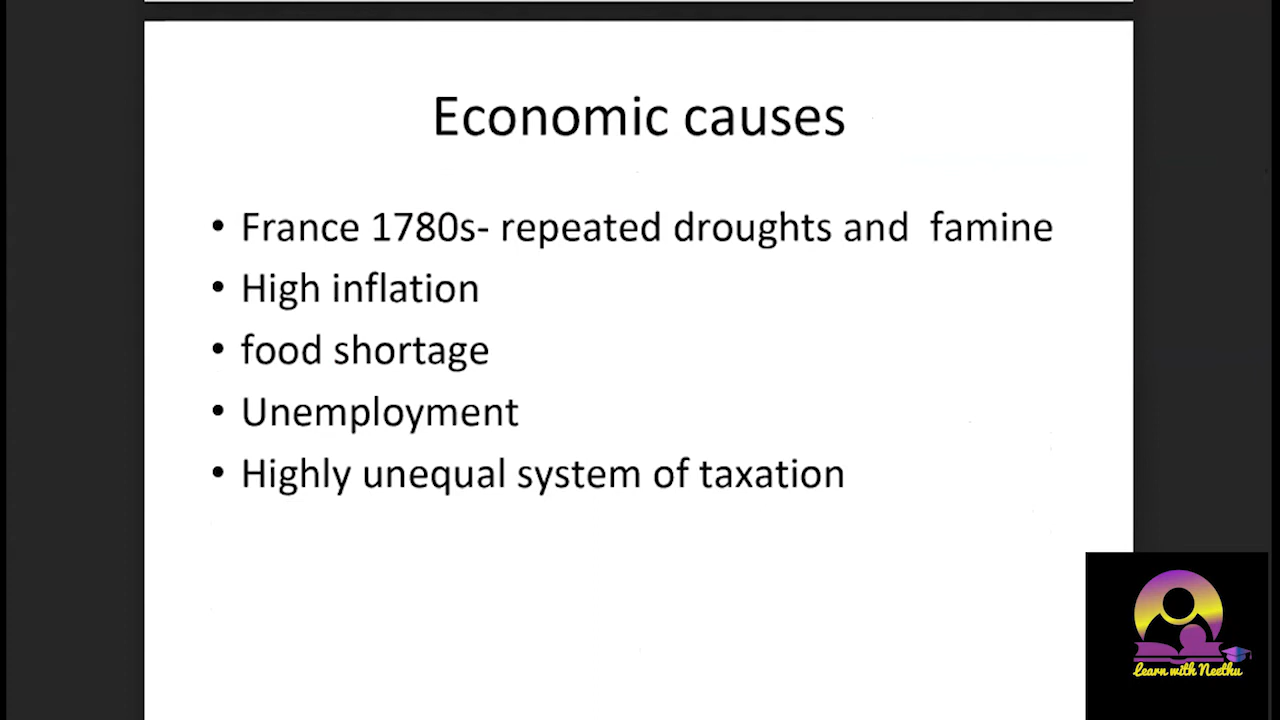 Economic causes
• France 1780s- repeated droughts and famine
• High inflation
• food shortage
• Unemployment
• Highly unequal system of taxation
Learn with Neethu